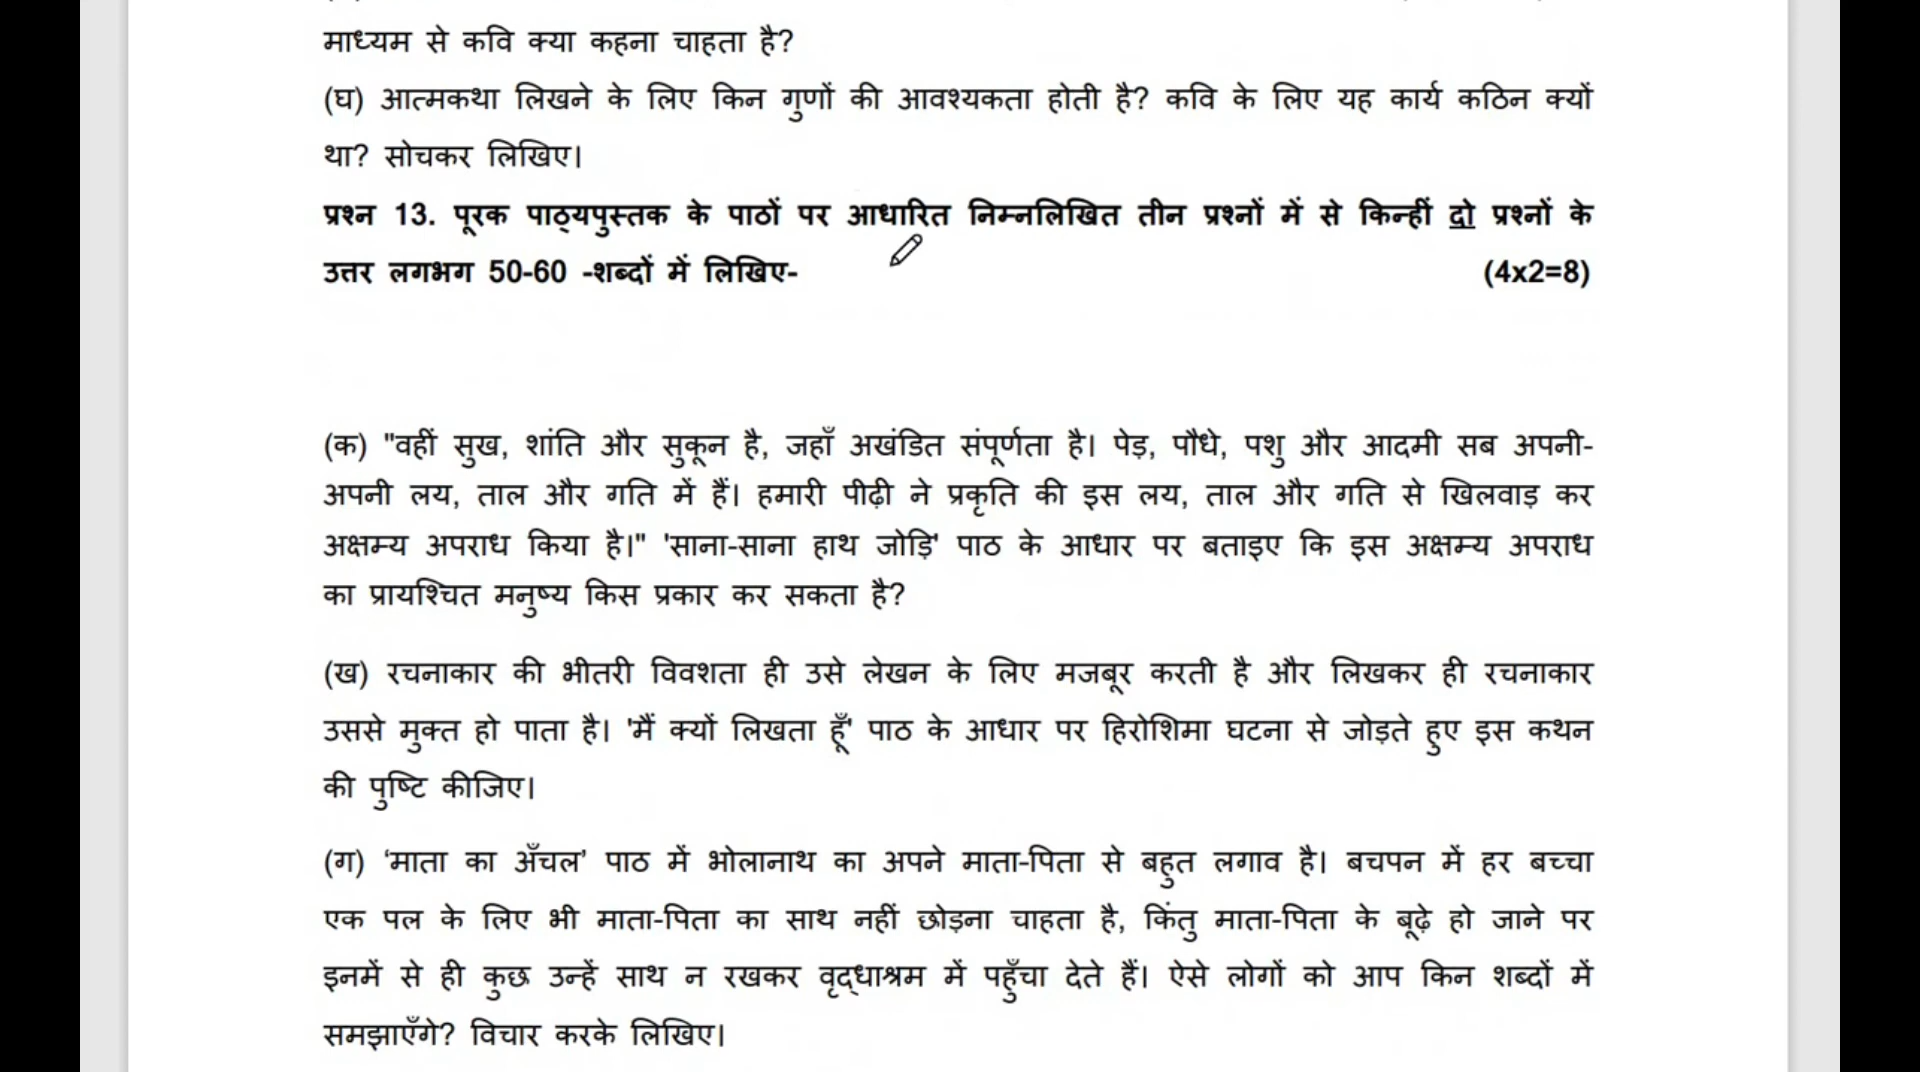 माध्यम से कवि क्या कहना चाहता है?
(घ) आत्मकथा लिखने के लिए किन गुणों की आवश्यकता होती है? कवि के लिए यह कार्य कठिन क्यों
था? सोचकर लिखिए।
प्रश्न 13. पूरक पाठ्यपुस्तक के पाठों पर आधारित निम्नलिखित तीन प्रश्नों में से किन्हीं दो प्रश्नों के
उत्तर लगभग 50-60 -शब्दों में लिखिए- (4x2=8)
(क) "वहीं सुख, शांति और सुकून है, जहाँ अखंडित संपूर्णता है। पेड़, पौधे, पशु और आदमी सब अपनी-
अपनी लय, ताल और गति में हैं। हमारी पीढ़ी ने प्रकृति की इस लय, ताल और गति से खिलवाड़ कर
अक्षम्य अपराध किया है।" 'साना-साना हाथ जोड़ि' पाठ के आधार पर बताइए कि इस अक्षम्य अपराध
का प्रायश्चित मनुष्य किस प्रकार कर सकता है?
(ख) रचनाकार की भीतरी विवशता ही उसे लेखन के लिए मजबूर करती है और लिखकर ही रचनाकार
उससे मुक्त हो पाता है। 'मैं क्यों लिखता हूँ' पाठ के आधार पर हिरोशिमा घटना से जोड़ते हुए इस कथन
की पुष्टि कीजिए।
(ग) ‘माता का अँचल’ पाठ में भोलानाथ का अपने माता-पिता से बहुत लगाव है। बचपन में हर बच्चा
एक पल के लिए भी माता-पिता का साथ नहीं छोड़ना चाहता है, किंतु माता-पिता के बूढ़े हो जाने पर
इनमें से ही कुछ उन्हें साथ न रखकर वृद्धाश्रम में पहुँचा देते हैं। ऐसे लोगों को आप किन शब्दों में
समझाएँगे? विचार करके लिखिए।